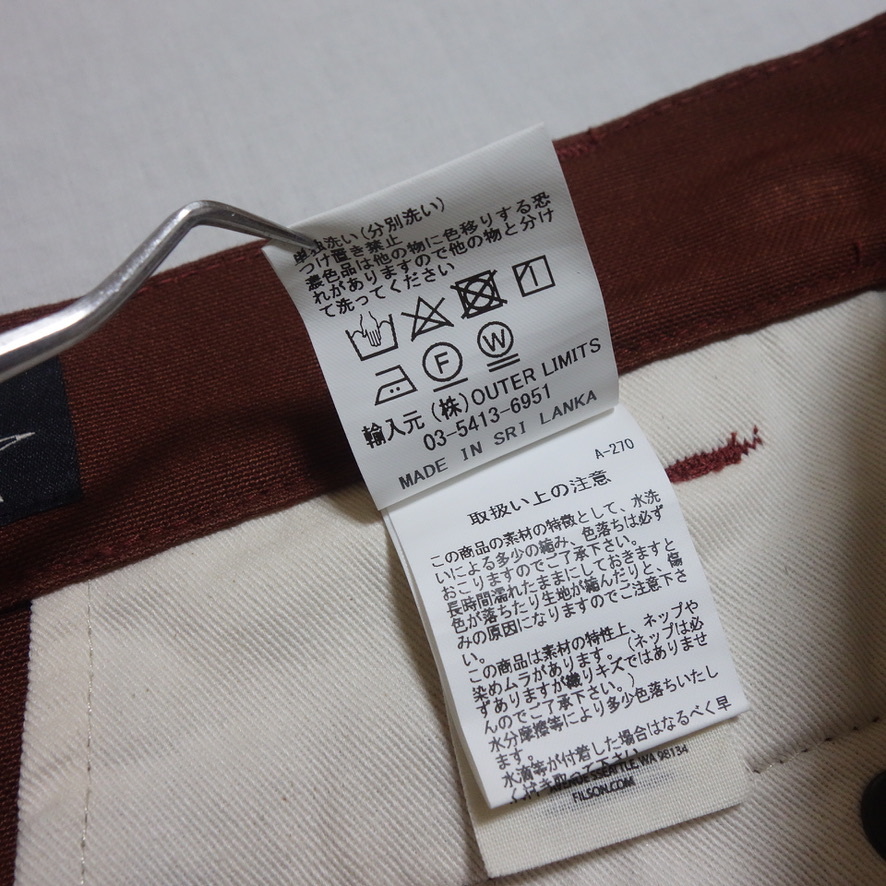 単独洗い(分別洗い)
つけ置き禁止
濃色品は他の物に色移りする恐
れがありますので他の物と分け
て洗ってください
1
F
W
輸入元 (株)OUTER LIMITS
03-5413-6951
MADE IN SRI LANKA
A-270
取扱い上の注意
この商品の素材の特徴として、水洗
いによる多少の縮み、色落ちは必ず
おこりますのでご了承下さい。
長時間濡れたままにしておきますと
色が落ちたり生地が縮んだりと、傷
みの原因になりますのでご注意下さ
い。
この商品は素材の特性上、ネップや
染めムラがあります。(ネップは必
ずありますが織りキズではありませ
んのでご了承下さい。)
水分摩擦等により多少色落ちいたし
ます。
水滴等が付着した場合はなるべく早
く拭き取って下さい
SEATTLE WA 98134
FILSON.COM